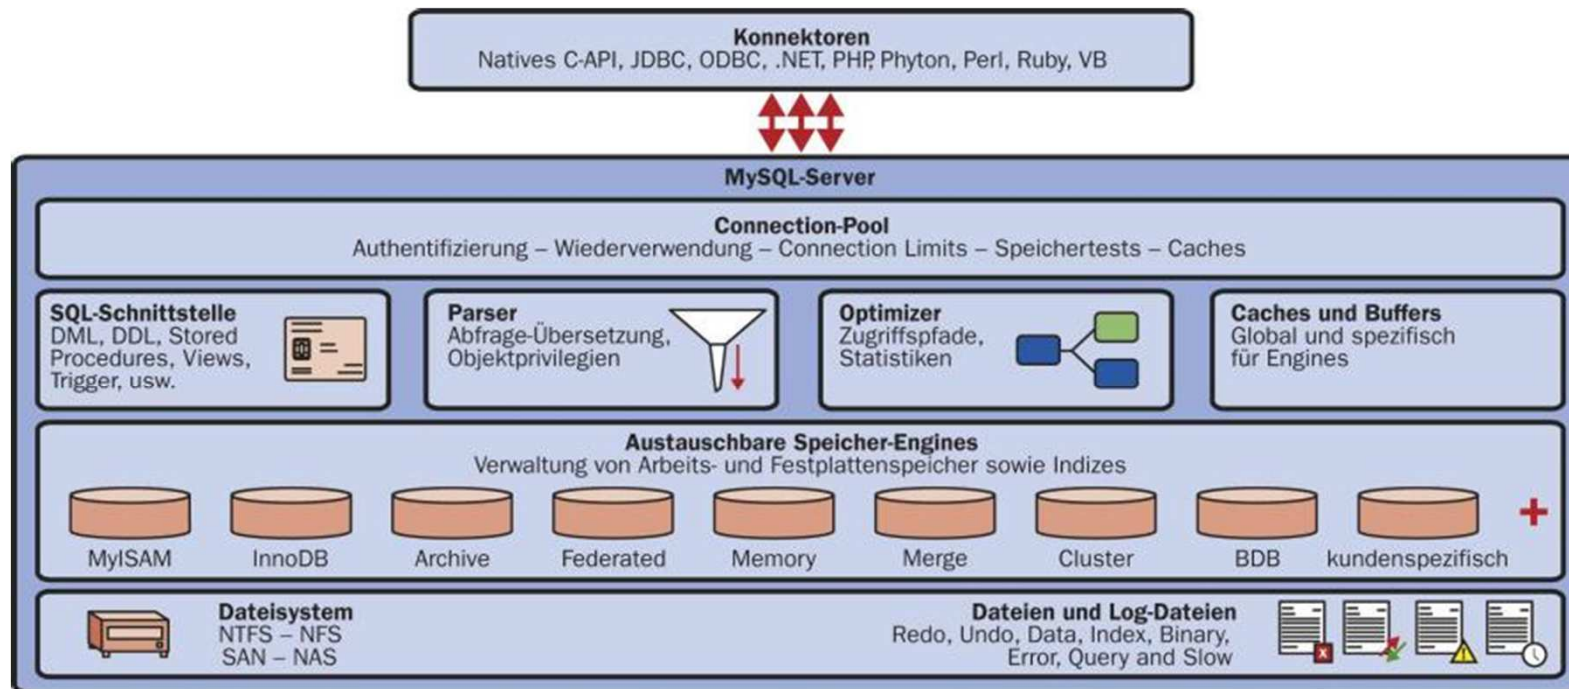 Konnektoren
Natives C-API, JDBC, ODBC, .NET, PHP, Phyton, Perl, Ruby, VB
MySQL-Server
Connection-Pool
Authentifizierung – Wiederverwendung – Connection Limits – Speichertests – Caches
SQL-Schnittstelle
DML, DDL, Stored
Procedures, Views,
Trigger, usw.
Parser
Abfrage-Übersetzung,
Objektprivilegien
Optimizer
Zugriffspfade,
Statistiken
Caches und Buffers
Global und spezifisch
für Engines
Austauschbare Speicher-Engines
Verwaltung von Arbeits- und Festplattenspeicher sowie Indizes
MyISAM
InnoDB
Archive
Federated
Memory
Merge
Cluster
BDB
kundenspezifisch
Dateisystem
NTFS – NFS
SAN – NAS
Dateien und Log-Dateien
Redo, Undo, Data, Index, Binary,
Error, Query and Slow